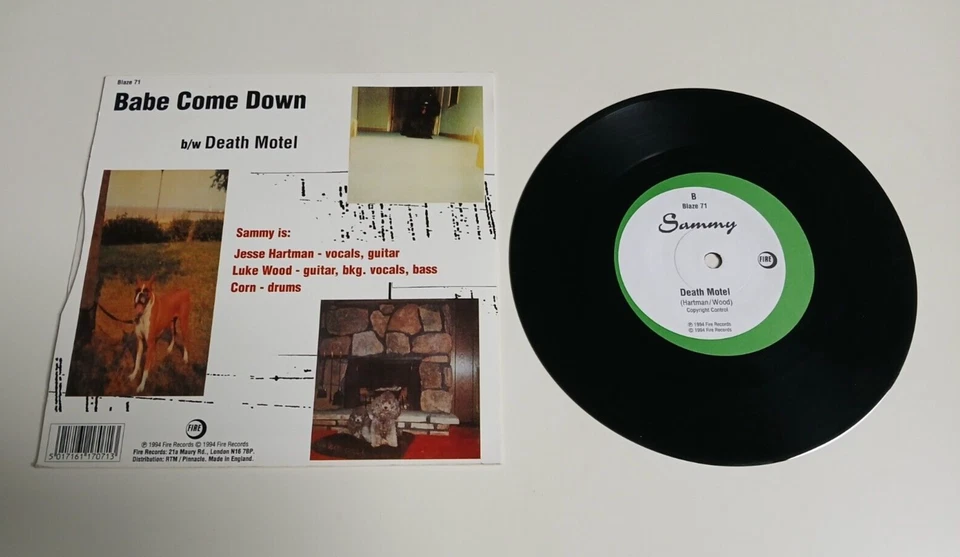 Blaze 71
Babe Come Down
b/w Death Motel
Sammy is:
Jesse Hartman - vocals, guitar
Luke Wood - guitar, bkg. vocals, bass
Corn - drums
FIRE
℗ 1994 Fire Records © 1994 Fire Records
Fire Records: 21a Maury Rd., London N16 7BP.
Distribution: RTM / Pinnacle. Made in England.
5 017161 170713
B
Blaze 71
Sammy
FIRE
Death Motel
(Hartman/Wood)
Copyright Control
℗ 1994 Fire Records
© 1994 Fire Records